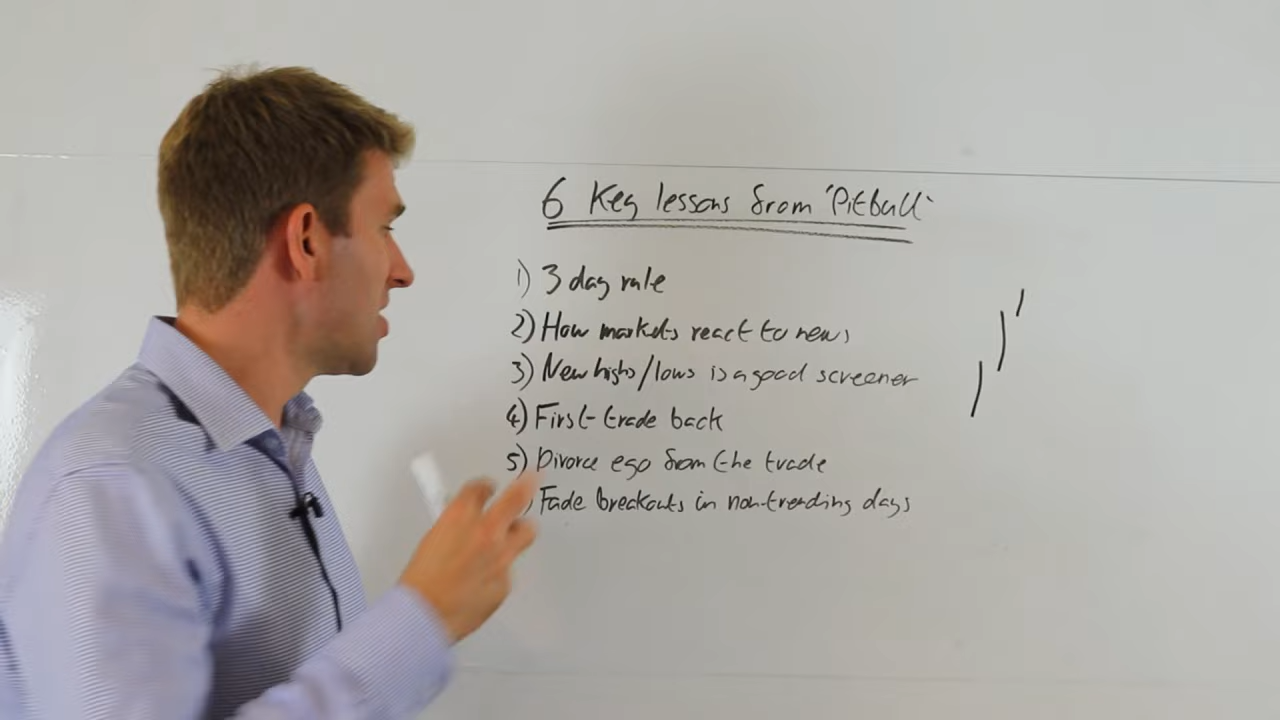 6 Key lessons from 'Pitbull'
1) 3 day rule
2) How markets react to news
3) New highs/lows is a good screener
4) First-trade back
5) Divorce ego from the trade
) Fade breakouts in non-trending days